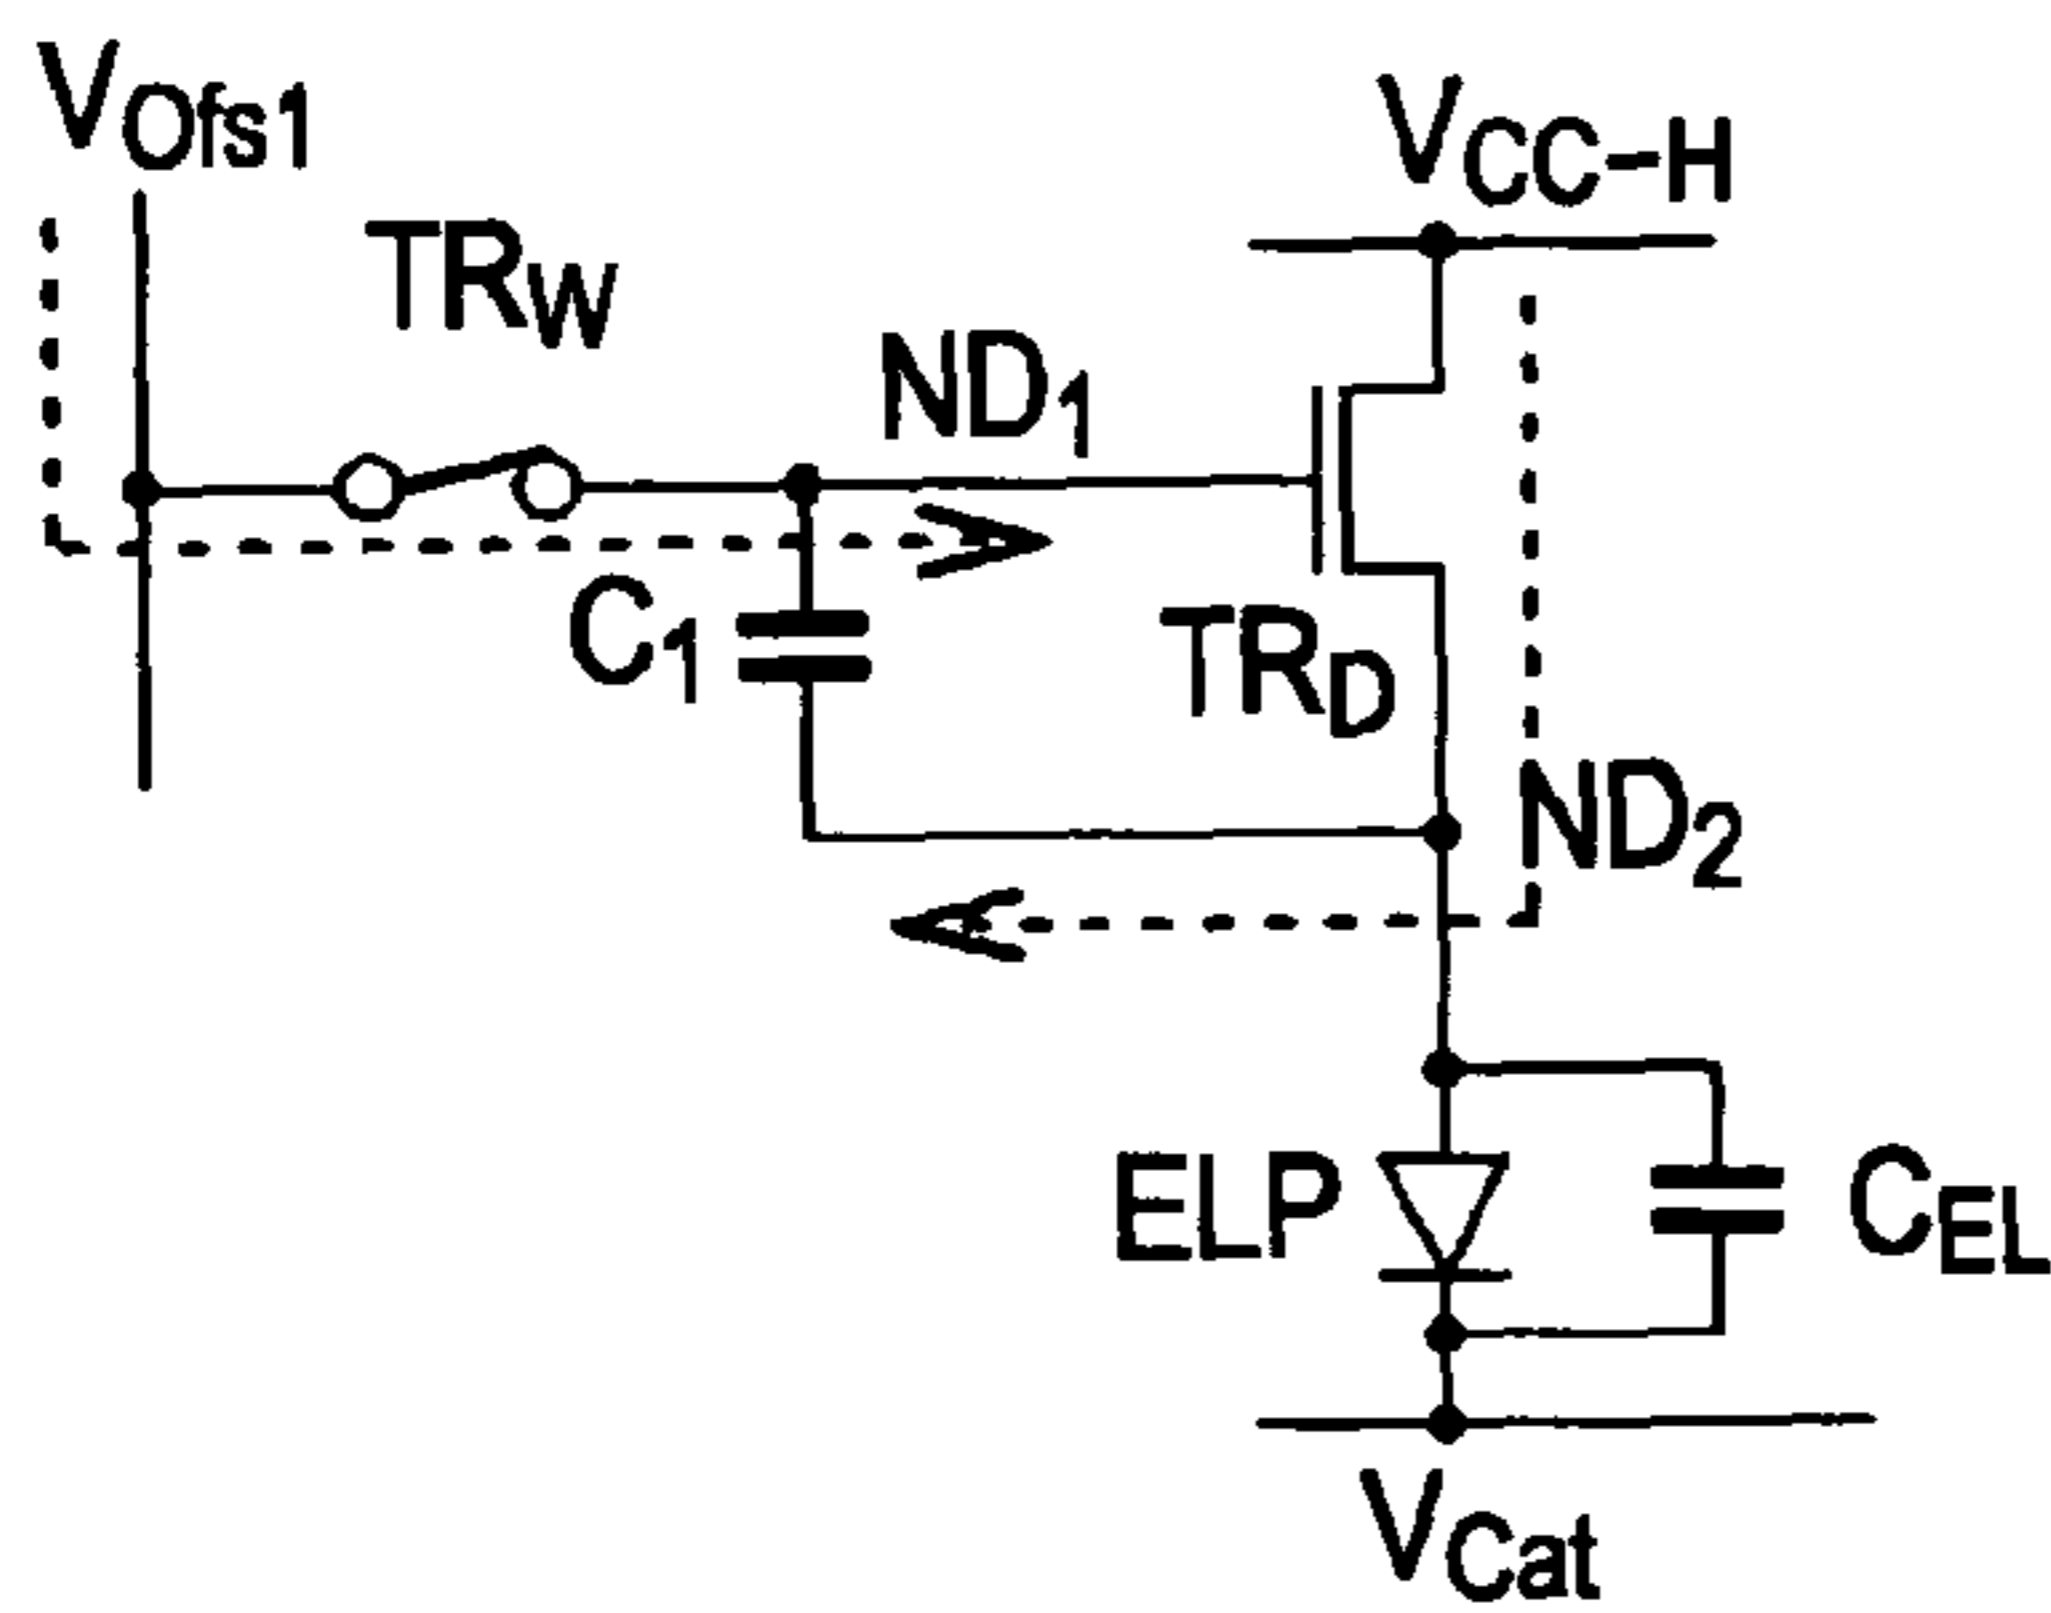 VOfs1
VCC-H
TRW
ND1
C1
TRD
ND2
ELP
CEL
VCat